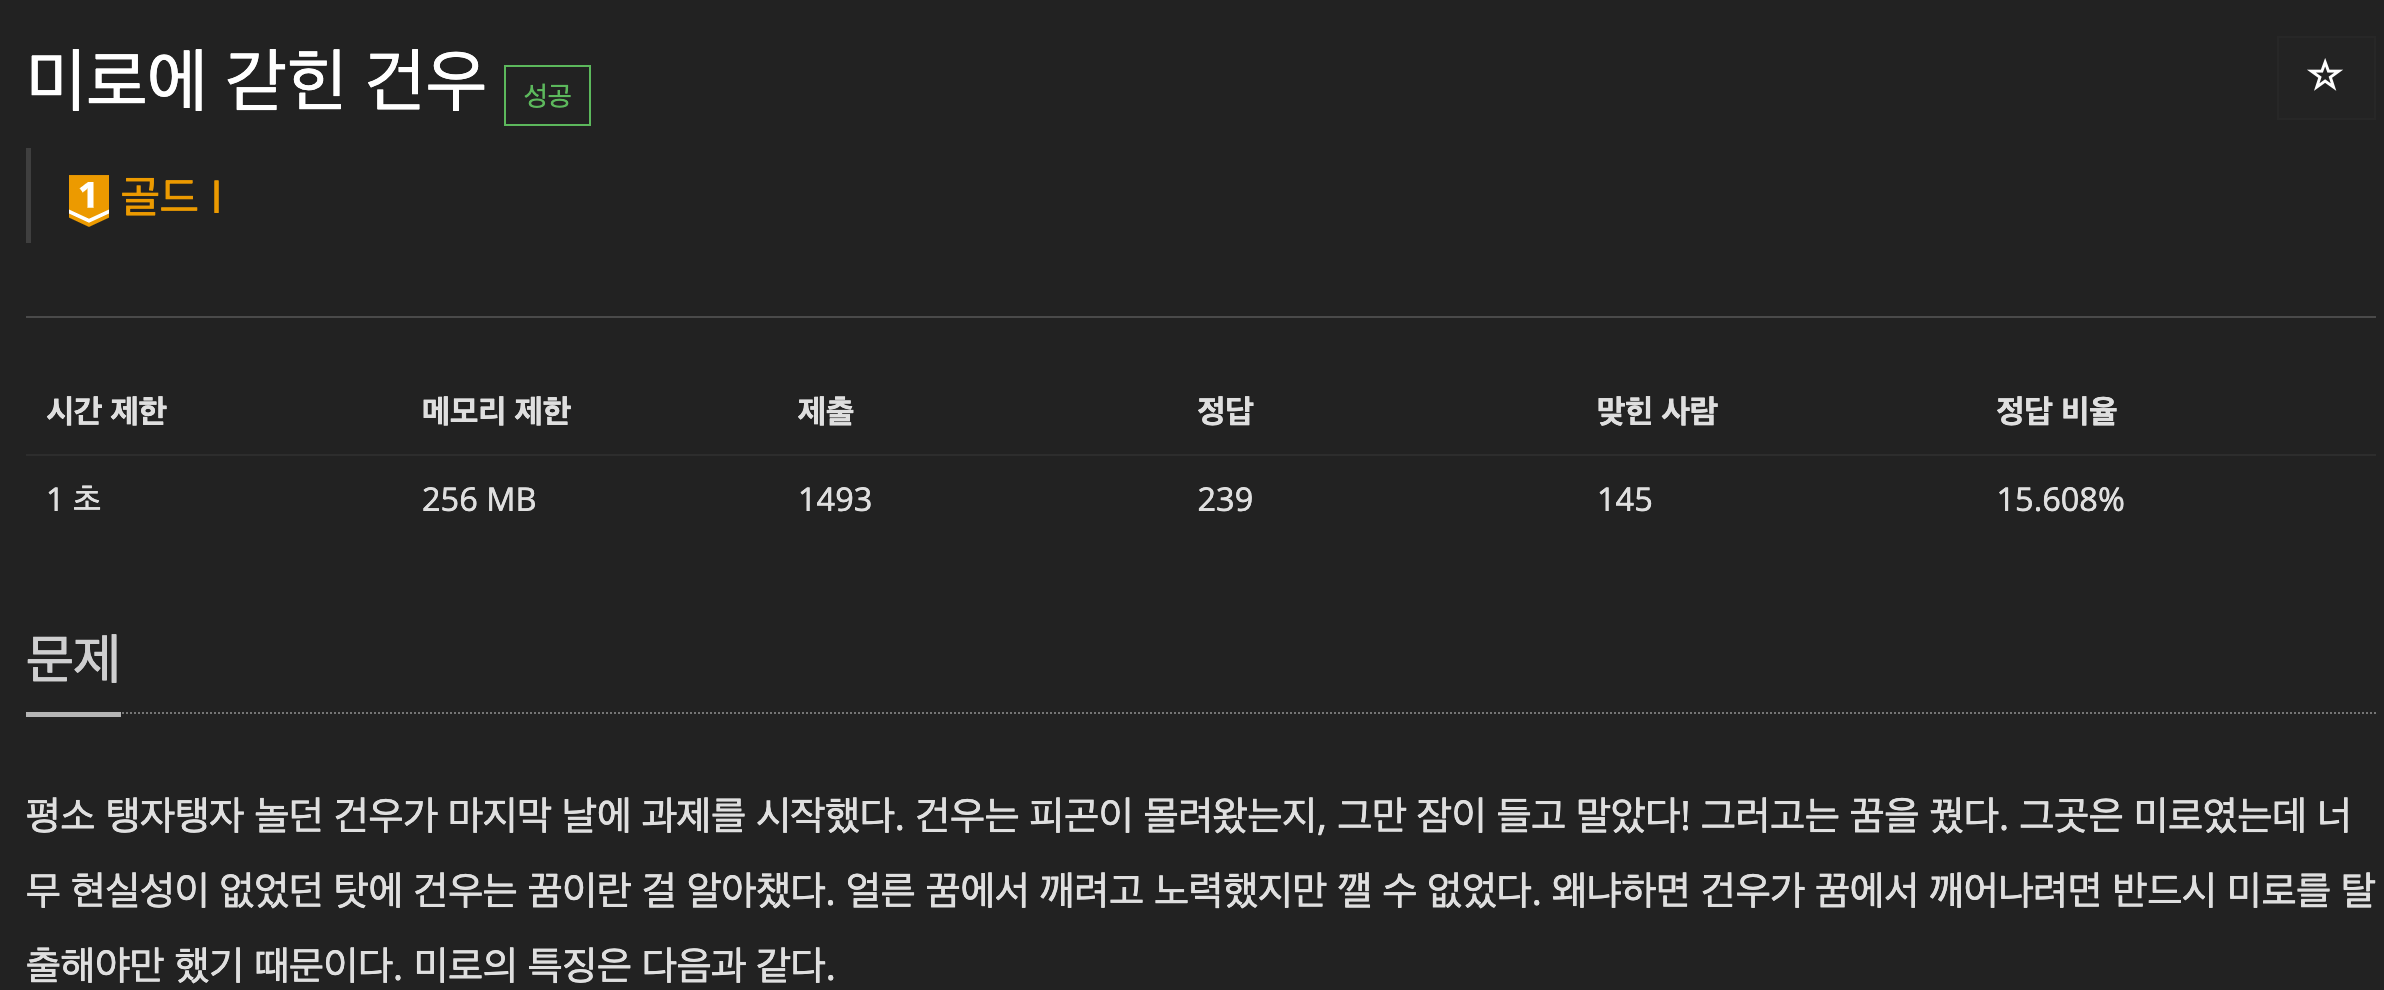 미로에 갇힌 건우 성공
1 골드 I
시간 제한 메모리 제한 제출 정답 맞힌 사람 정답 비율
1 초 256 MB 1493 239 145 15.608%
문제
평소 탱자탱자 놀던 건우가 마지막 날에 과제를 시작했다. 건우는 피곤이 몰려왔는지, 그만 잠이 들고 말았다! 그러고는 꿈을 꿨다. 그곳은 미로였는데 너
무 현실성이 없었던 탓에 건우는 꿈이란 걸 알아챘다. 얼른 꿈에서 깨려고 노력했지만 깰 수 없었다. 왜냐하면 건우가 꿈에서 깨어나려면 반드시 미로를 탈
출해야만 했기 때문이다. 미로의 특징은 다음과 같다.